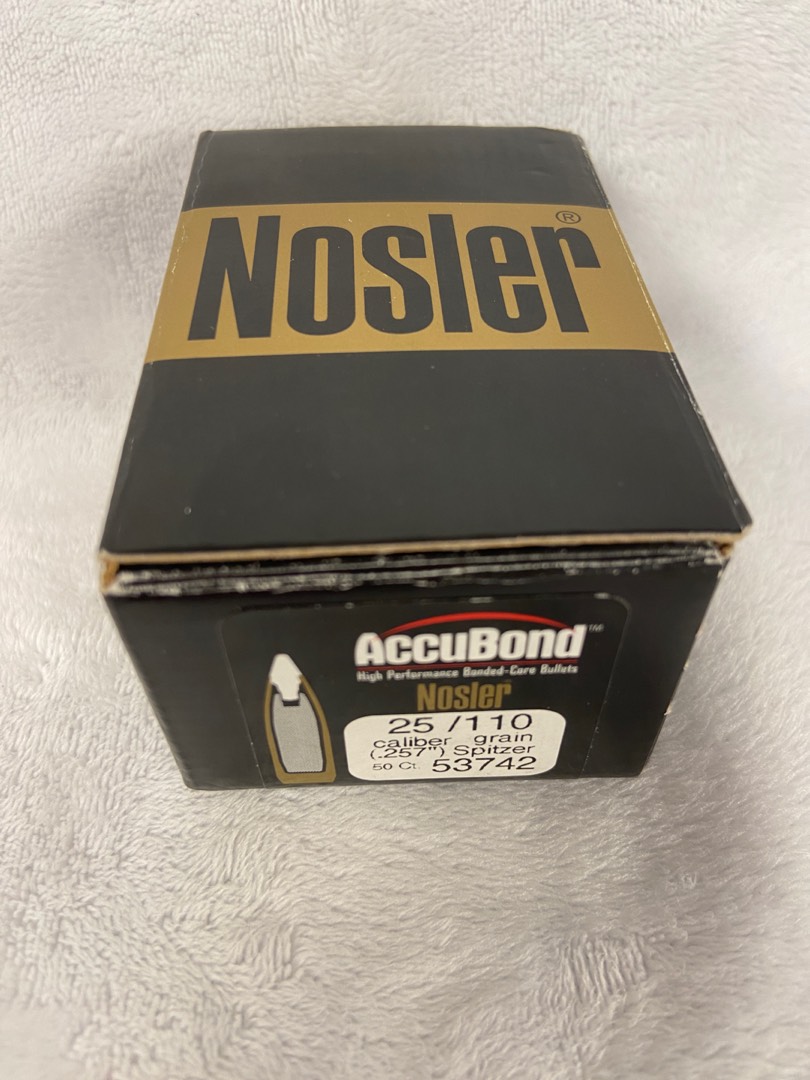 Nosler®
AccuBond™
High Performance Bonded-Core Bullets
Nosler
25 /110
caliber grain
(.257") Spitzer
50 Ct. 53742